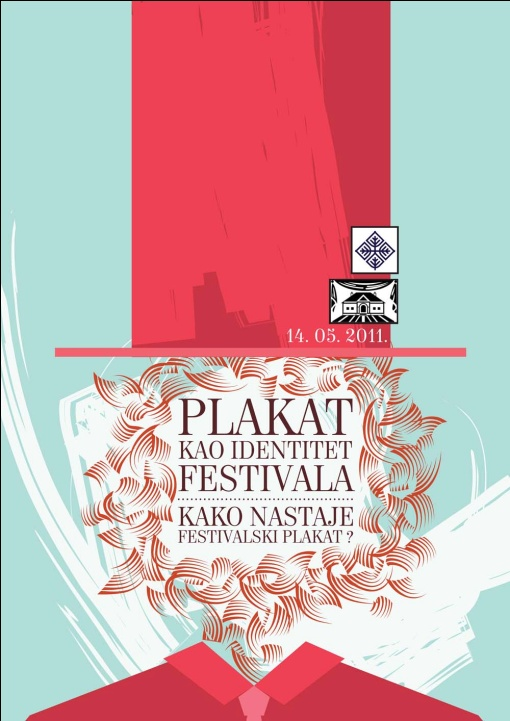 14. 05. 2011.
PLAKAT
KAO IDENTITET
FESTIVALA
KAKO NASTAJE
FESTIVALSKI PLAKAT ?